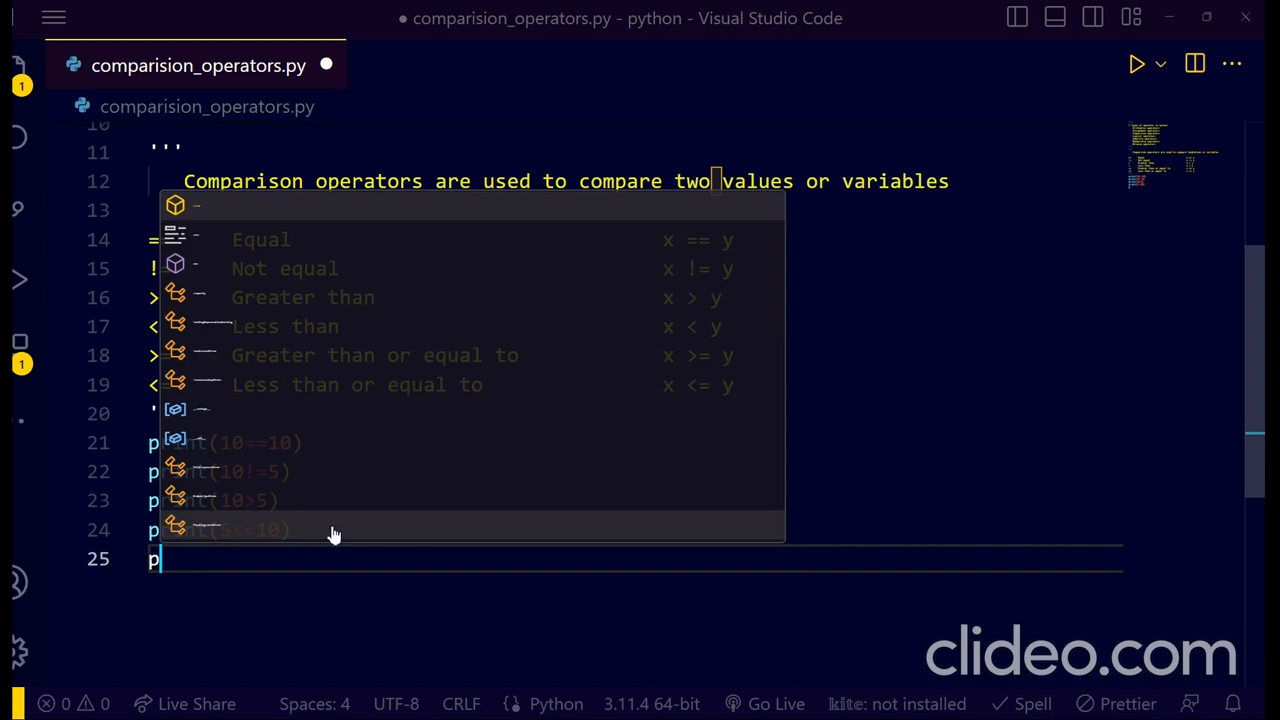 ● comparision_operators.py - python - Visual Studio Code
comparision_operators.py
1
comparision_operators.py
10
11 '''
12 Comparison operators are used to compare two values or variables
13
14 = Equal x == y
15 != Not equal x != y
16 > Greater than x > y
17 < Less than x < y
18 > Greater than or equal to x >= y
19 < Less than or equal to x <= y
20 '
21 print(10==10)
22 print(10!=5)
23 print(10>5)
24 print(5<=10)
25 p
1
clideo.com
0 0 Live Share Spaces: 4 UTF-8 CRLF Python 3.11.4 64-bit Go Live kite: not installed Spell Prettier